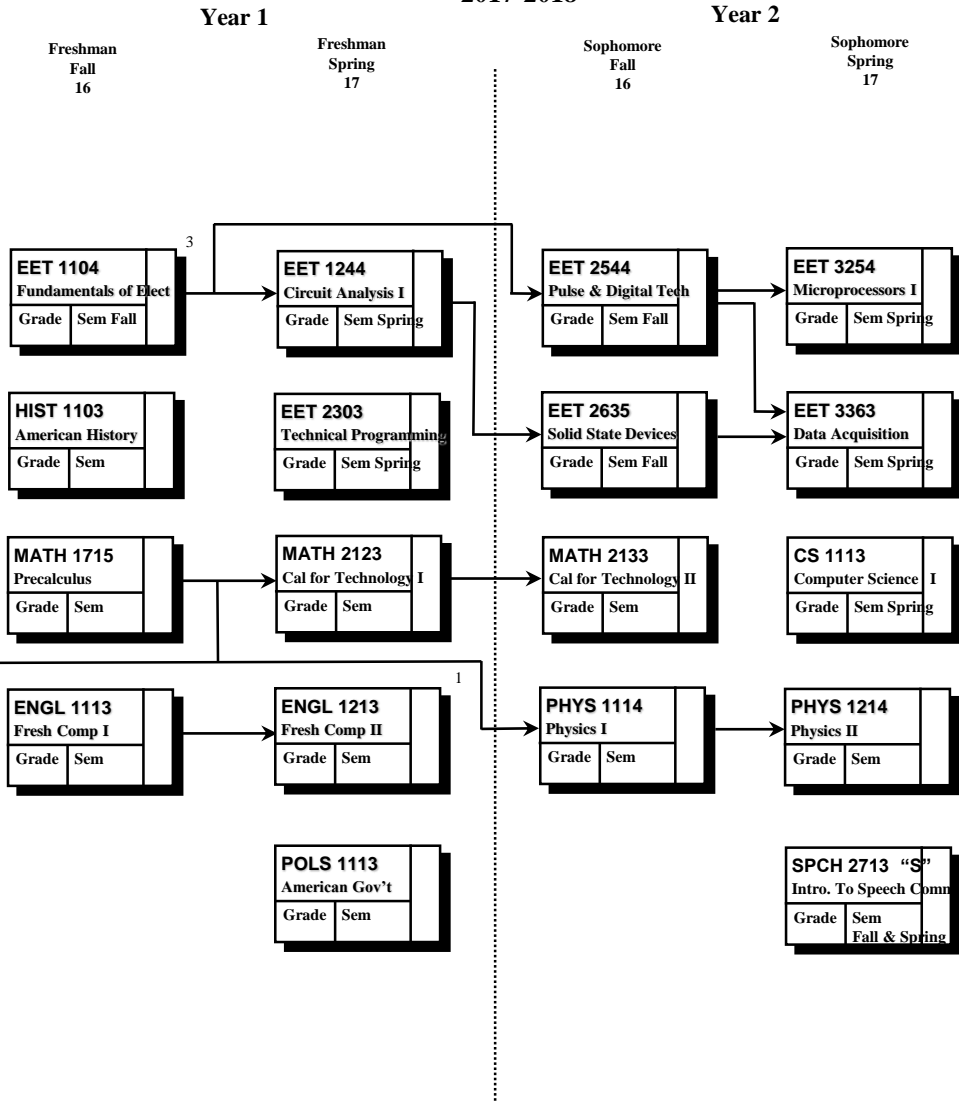 Year 1
Year 2
Freshman
Fall
16
Freshman
Spring
17
Sophomore
Fall
16
Sophomore
Spring
17
3
EET 1104
Fundamentals of Elect
Grade Sem Fall
EET 1244
Circuit Analysis I
Grade Sem Spring
EET 2544
Pulse & Digital Tech
Grade Sem Fall
EET 3254
Microprocessors I
Grade Sem Spring
HIST 1103
American History
Grade Sem
EET 2303
Technical Programming
Grade Sem Spring
EET 2635
Solid State Devices
Grade Sem Fall
EET 3363
Data Acquisition
Grade Sem Spring
MATH 1715
Precalculus
Grade Sem
MATH 2123
Cal for Technology I
Grade Sem
MATH 2133
Cal for Technology II
Grade Sem
CS 1113
Computer Science I
Grade Sem Spring
1
ENGL 1113
Fresh Comp I
Grade Sem
ENGL 1213
Fresh Comp II
Grade Sem
PHYS 1114
Physics I
Grade Sem
PHYS 1214
Physics II
Grade Sem
POLS 1113
American Gov’t
Grade Sem
SPCH 2713 “S”
Intro. To Speech Comm
Grade Sem
Fall & Spring